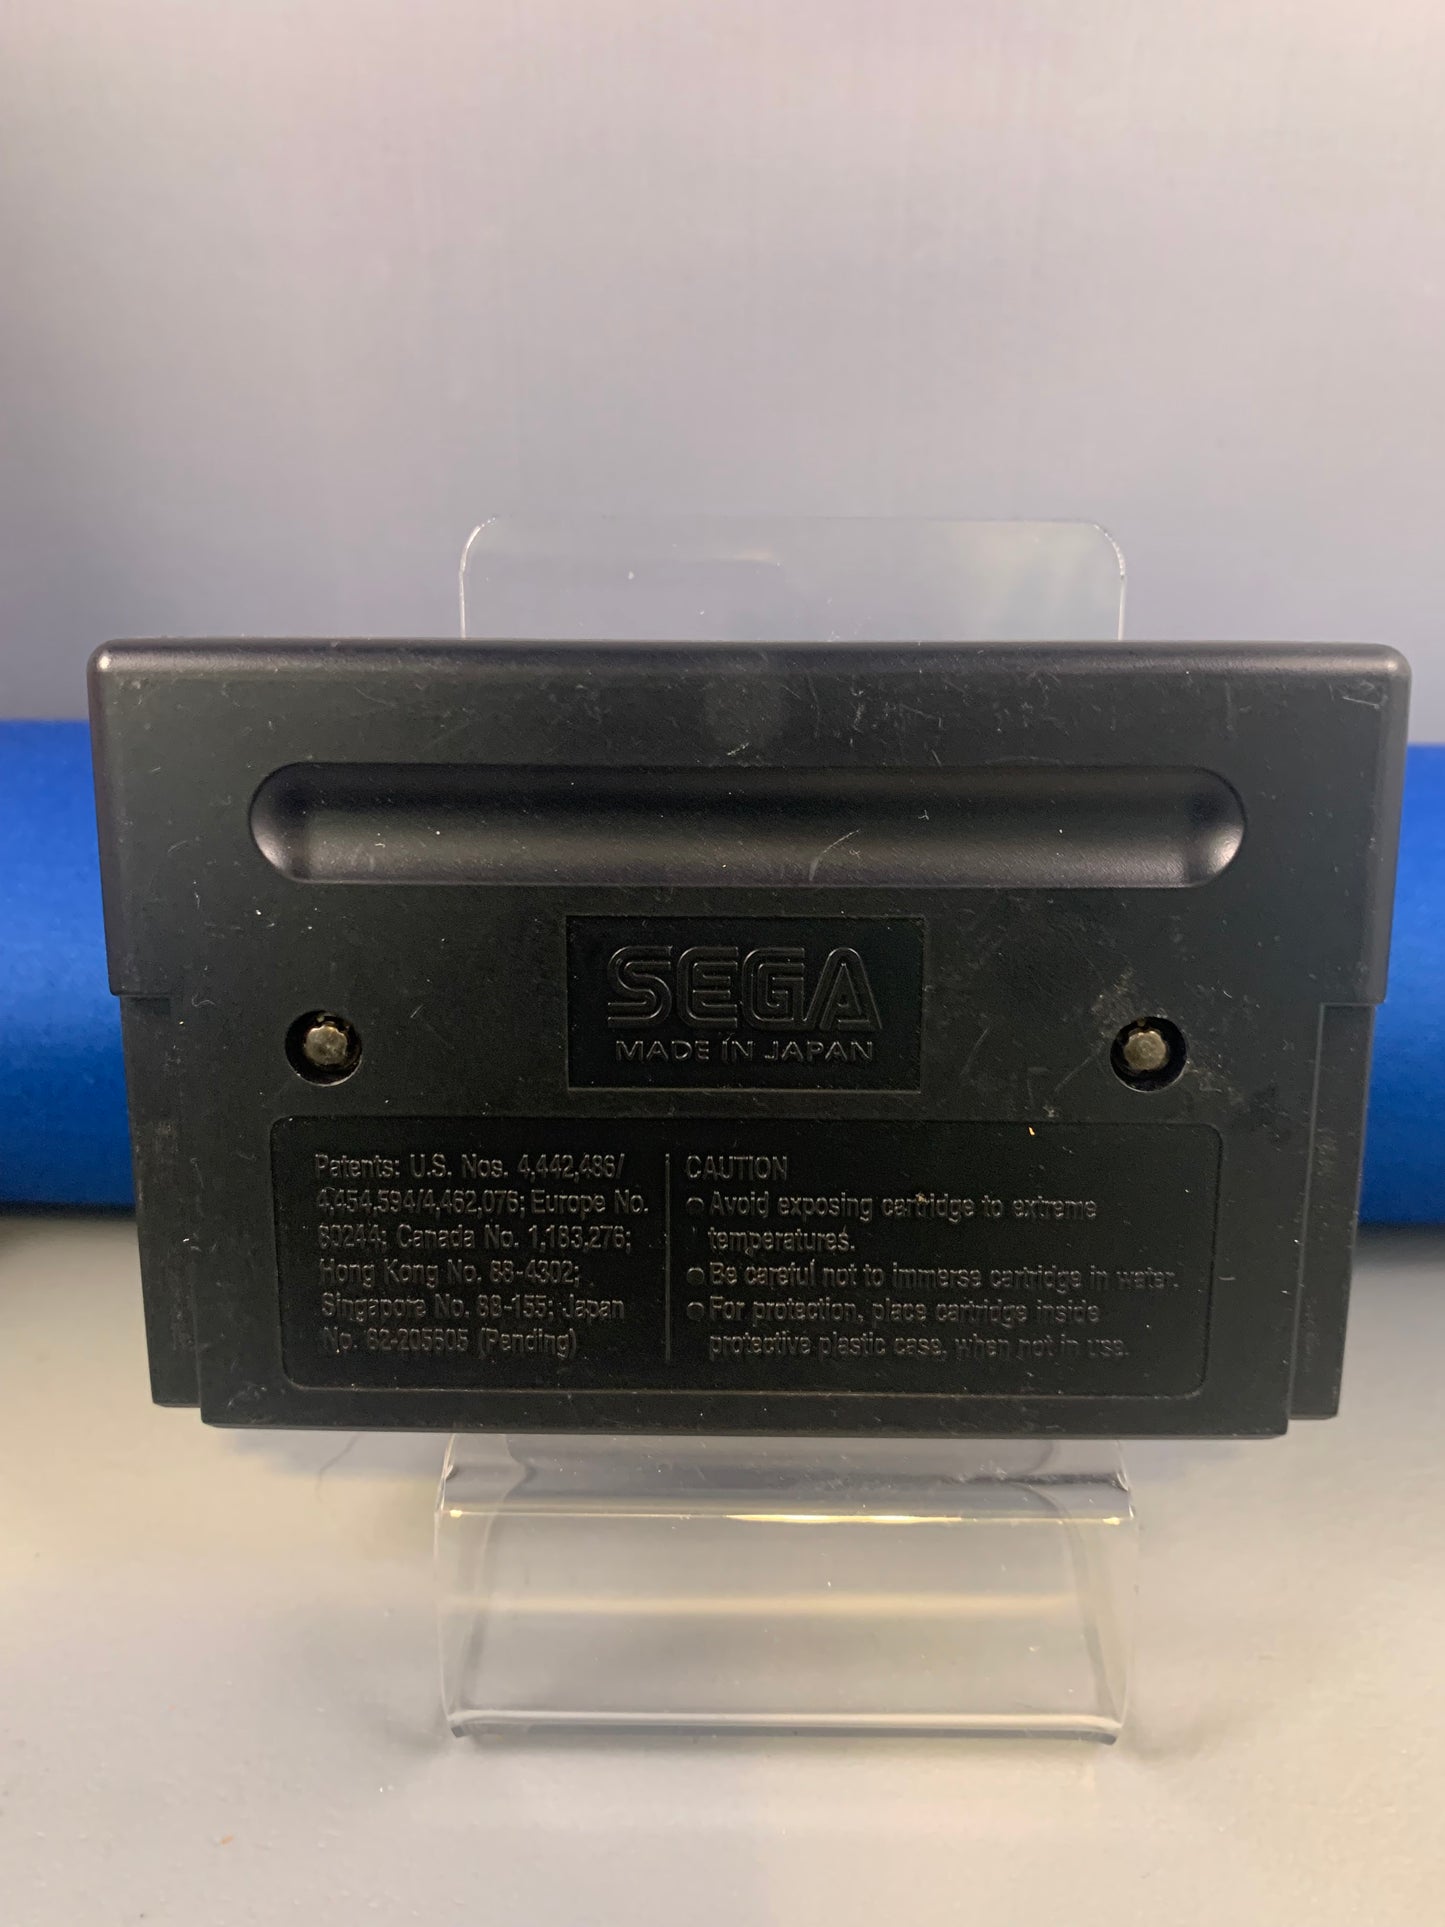 SEGA
MADE IN JAPAN
Patents: U.S. Nos. 4,442,486/
4,454,594/4,462,076; Europe No.
80244; Canada No. 1,183,276;
Hong Kong No. 88-4302;
Singapore No. 88-155; Japan
No. 82-205605 (Pending)
CAUTION
● Avoid exposing cartridge to extreme
temperatures.
● Be careful not to immerse cartridge in water.
● For protection, place cartridge inside
protective plastic case, when not in use.